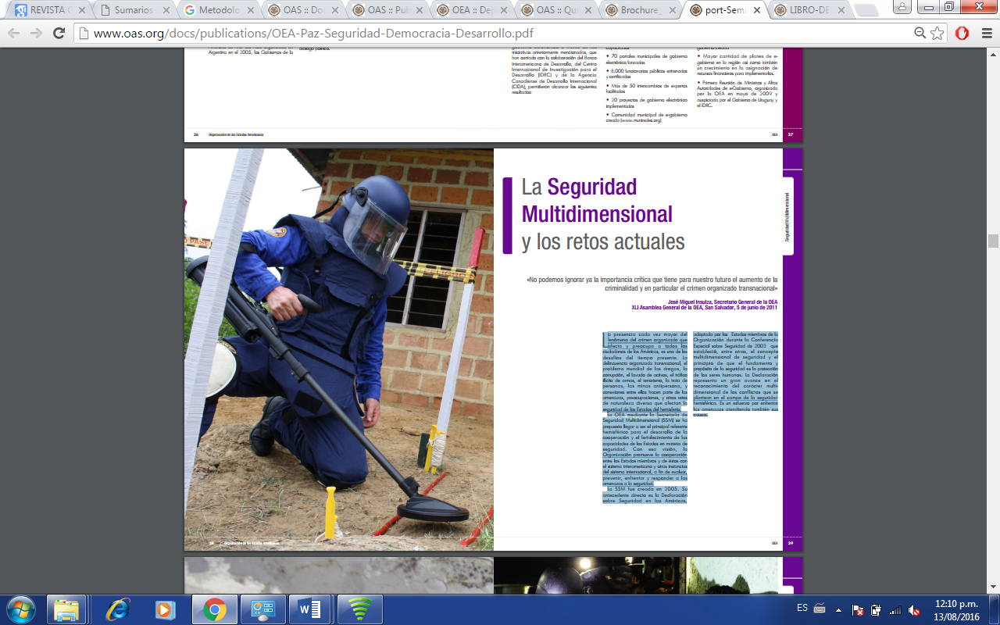 REVISTA C
Sumarios
Metodolo
OAS :: Do
OAS :: Pu
OEA :: De
OAS :: Qu
Brochure_
port-Sem
LIBRO-DE
www.oas.org/docs/publications/OEA-Paz-Seguridad-Democracia-Desarrollo.pdf
Argentina en el 2005, los Gobiernos de la
iniciativas anteriormente mencionadas, que
han contado con la colaboración del Banco
Interamericano de Desarrollo, del Centro
Internacional de Investigación para el
Desarrollo (IDRC) y de la Agencia
Canadiense de Desarrollo Internacional
(CIDA), permitieron alcanzar los siguientes
resultados:
• 70 portales municipales de gobierno
electrónico lanzados
• 8.000 funcionarios públicos entrenados
y certificados
• Más de 50 intercambios de expertos
facilitados
• 20 proyectos de gobierno electrónico
implementados
• Comunidad municipal de e-gobierno
creada (www.muniredes.org)
• Mayor cantidad de planes de e-
gobierno en la región así como también
un crecimiento en la asignación de
recursos financieros para implementarlos.
• Primera Reunión de Ministros y Altas
Autoridades de e-Gobierno, organizada
por la OEA en mayo de 2009 y
auspiciada por el Gobierno de Uruguay y
el IDRC.
36 Organización de los Estados Americanos
OEA 37
PASE
PELIGRO
La Seguridad
Multidimensional
y los retos actuales
Seguridad Multidimensional
«No podemos ignorar ya la importancia crítica que tiene para nuestro futuro el aumento de la
criminalidad y en particular el crimen organizado transnacional»
José Miguel Insulza, Secretario General de la OEA
XLI Asamblea General de la OEA, San Salvador, 5 de junio de 2011
La presencia cada vez mayor del
fenómeno del crimen organizado que
afecta y preocupa a todos los
ciudadanos de las Américas, es uno de los
desafíos del tiempo presente. La
delincuencia organizada transnacional, el
problema mundial de las drogas, la
corrupción, el lavado de activos, el tráfico
ilícito de armas, el terrorismo, la trata de
personas, las minas antipersona, y
conexiones entre ellas hacen parte de las
amenazas, preocupaciones, y otros retos
de naturaleza diversa que afectan la
seguridad de los Estados del hemisferio.
La OEA mediante la Secretaría de
Seguridad Multidimensional (SSM) se ha
propuesto llegar a ser el principal referente
hemisférico para el desarrollo de la
cooperación y el fortalecimiento de las
capacidades de los Estados en materia de
seguridad. Con esa visión, la
Organización promueve la cooperación
entre los Estados miembros y de éstos con
el sistema interamericano y otras instancias
del sistema internacional, a fin de evaluar,
prevenir, enfrentar y responder a las
amenazas a la seguridad.
La SSM fue creada en 2005. Su
antecedente directo es la Declaración
sobre Seguridad en las Américas,
adoptada por los Estados miembros de la
Organización durante la Conferencia
Especial sobre Seguridad de 2003 que
estableció, entre otros, el concepto
multidimensional de seguridad y el
principio de que el fundamento y
propósito de la seguridad es la protección
de los seres humanos. La Declaración
representa un gran avance en el
reconocimiento del carácter multi-
dimensional de los conflictos que se
plantean en el campo de la seguridad
hemisférica. Es un esfuerzo por enfrentar
las amenazas atendiendo también sus
causas.
38 Organización de los Estados Americanos
OEA 39
ES
12:10 p.m.
13/08/2016